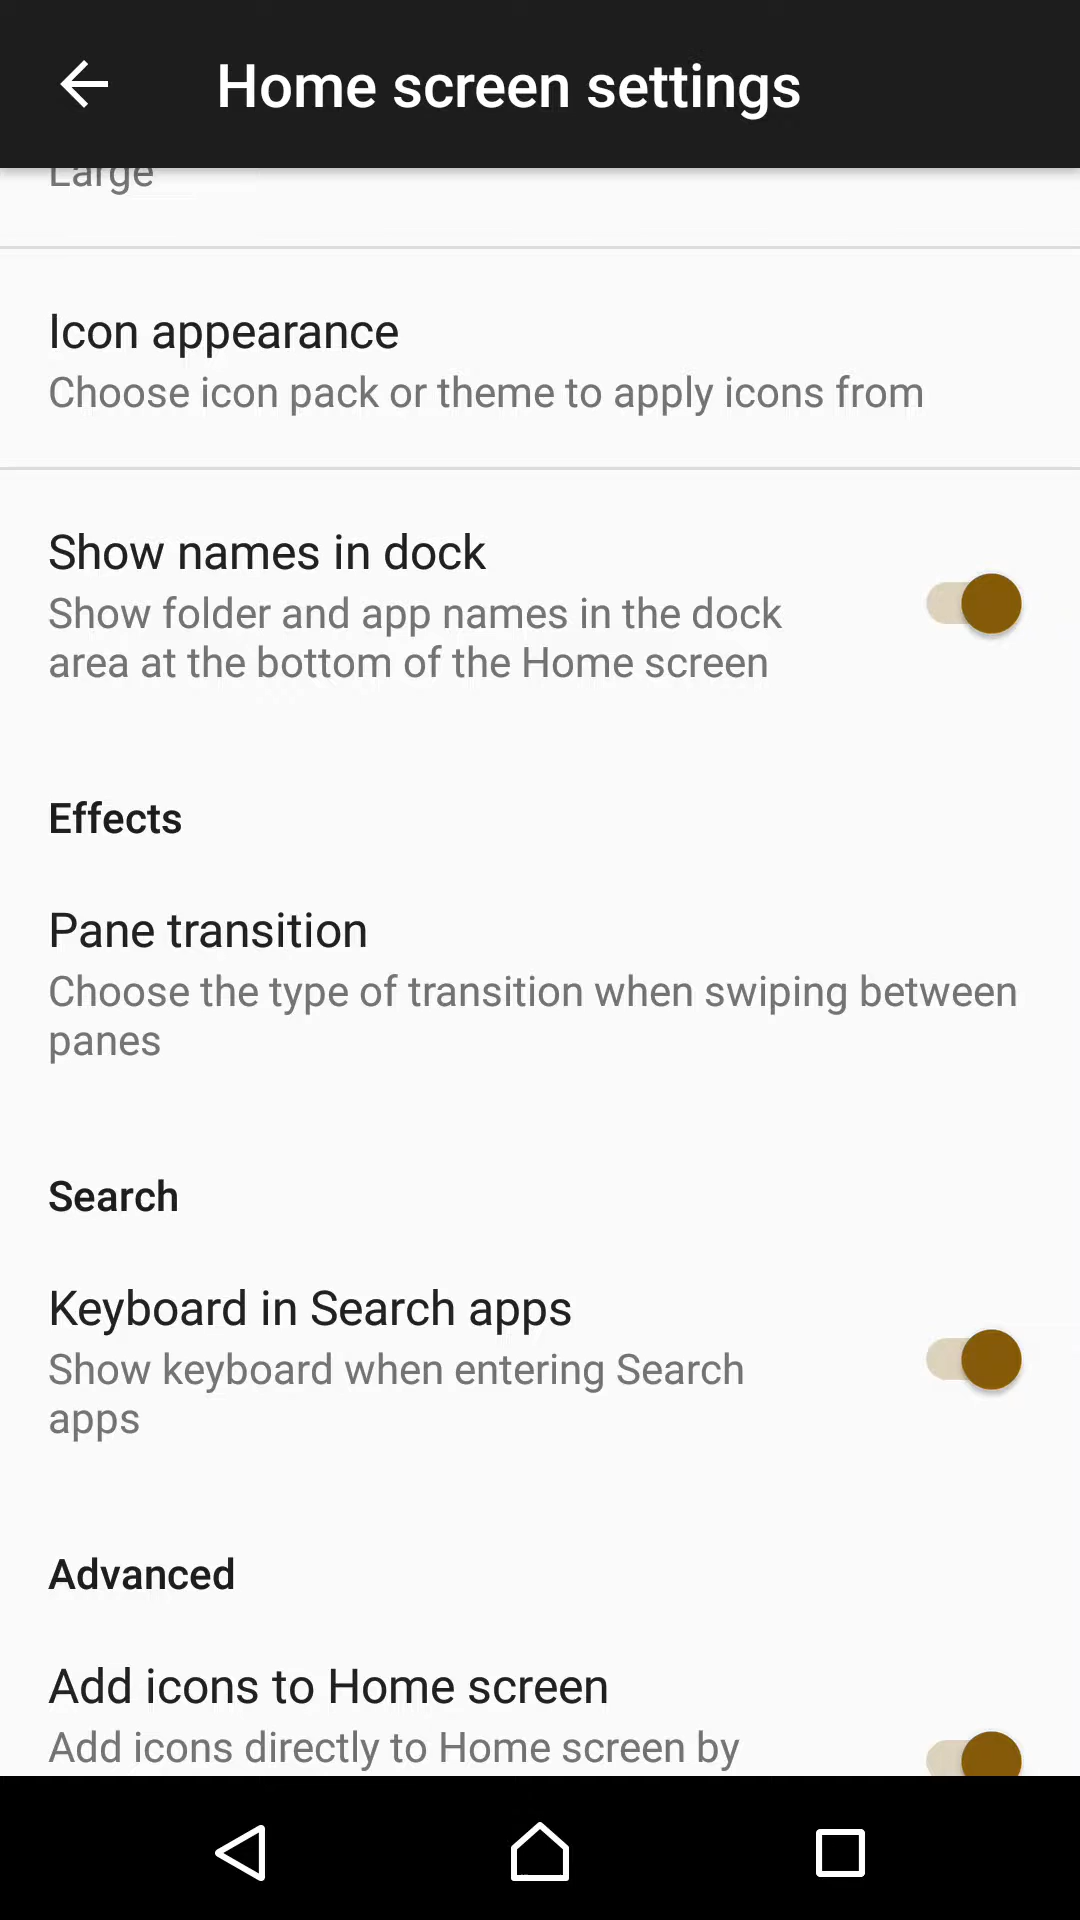 Home screen settings
Large
Icon appearance
Choose icon pack or theme to apply icons from
Show names in dock
Show folder and app names in the dock
area at the bottom of the Home screen
Effects
Pane transition
Choose the type of transition when swiping between
panes
Search
Keyboard in Search apps
Show keyboard when entering Search
apps
Advanced
Add icons to Home screen
Add icons directly to Home screen by